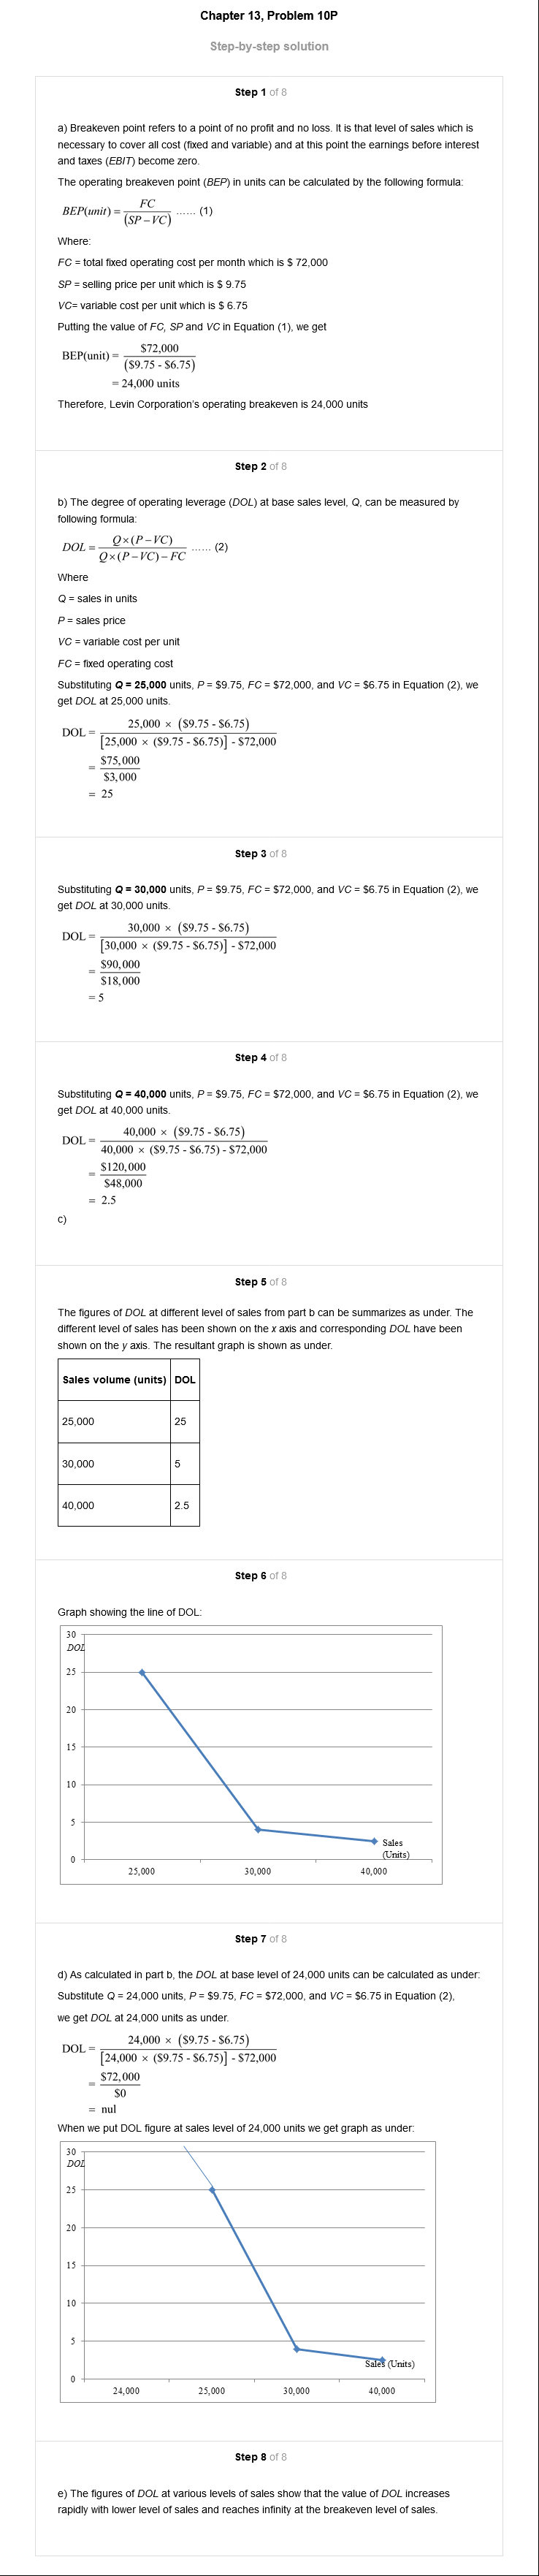 Chapter 13, Problem 10P
Step-by-step solution
Step 1 of 8
a) Breakeven point refers to a point of no profit and no loss. It is that level of sales which is
necessary to cover all cost (fixed and variable) and at this point the earnings before interest
and taxes (EBIT) become zero.
The operating breakeven point (BEP) in units can be calculated by the following formula:
BEP(unit) = FC / (SP – VC) ...... (1)
Where:
FC = total fixed operating cost per month which is $ 72,000
SP = selling price per unit which is $ 9.75
VC= variable cost per unit which is $ 6.75
Putting the value of FC, SP and VC in Equation (1), we get
BEP(unit) = $72,000 / ($9.75 - $6.75)
= 24,000 units
Therefore, Levin Corporation's operating breakeven is 24,000 units
Step 2 of 8
b) The degree of operating leverage (DOL) at base sales level, Q, can be measured by
following formula:
DOL = Q×(P – VC) / Q×(P – VC) – FC ...... (2)
Where
Q = sales in units
P = sales price
VC = variable cost per unit
FC = fixed operating cost
Substituting Q = 25,000 units, P = $9.75, FC = $72,000, and VC = $6.75 in Equation (2), we
get DOL at 25,000 units.
DOL = 25,000 × ($9.75 - $6.75) / [25,000 × ($9.75 - $6.75)] - $72,000
= $75,000 / $3,000
= 25
Step 3 of 8
Substituting Q = 30,000 units, P = $9.75, FC = $72,000, and VC = $6.75 in Equation (2), we
get DOL at 30,000 units.
DOL = 30,000 × ($9.75 - $6.75) / [30,000 × ($9.75 - $6.75)] - $72,000
= $90,000 / $18,000
= 5
Step 4 of 8
Substituting Q = 40,000 units, P = $9.75, FC = $72,000, and VC = $6.75 in Equation (2), we
get DOL at 40,000 units.
DOL = 40,000 × ($9.75 - $6.75) / 40,000 × ($9.75 - $6.75) - $72,000
= $120,000 / $48,000
= 2.5
c)
Step 5 of 8
The figures of DOL at different level of sales from part b can be summarizes as under. The
different level of sales has been shown on the x axis and corresponding DOL have been
shown on the y axis. The resultant graph is shown as under.
Sales volume (units) DOL
25,000 25
30,000 5
40,000 2.5
Step 6 of 8
Graph showing the line of DOL:
30
DOL
25
20
15
10
5
Sales
(Units)
0
25,000 30,000 40,000
Step 7 of 8
d) As calculated in part b, the DOL at base level of 24,000 units can be calculated as under:
Substitute Q = 24,000 units, P = $9.75, FC = $72,000, and VC = $6.75 in Equation (2),
we get DOL at 24,000 units as under.
DOL = 24,000 × ($9.75 - $6.75) / [24,000 × ($9.75 - $6.75)] - $72,000
= $72,000 / $0
= nul
When we put DOL figure at sales level of 24,000 units we get graph as under:
30
DOL
25
20
15
10
5
Sales (Units)
0
24,000 25,000 30,000 40,000
Step 8 of 8
e) The figures of DOL at various levels of sales show that the value of DOL increases
rapidly with lower level of sales and reaches infinity at the breakeven level of sales.